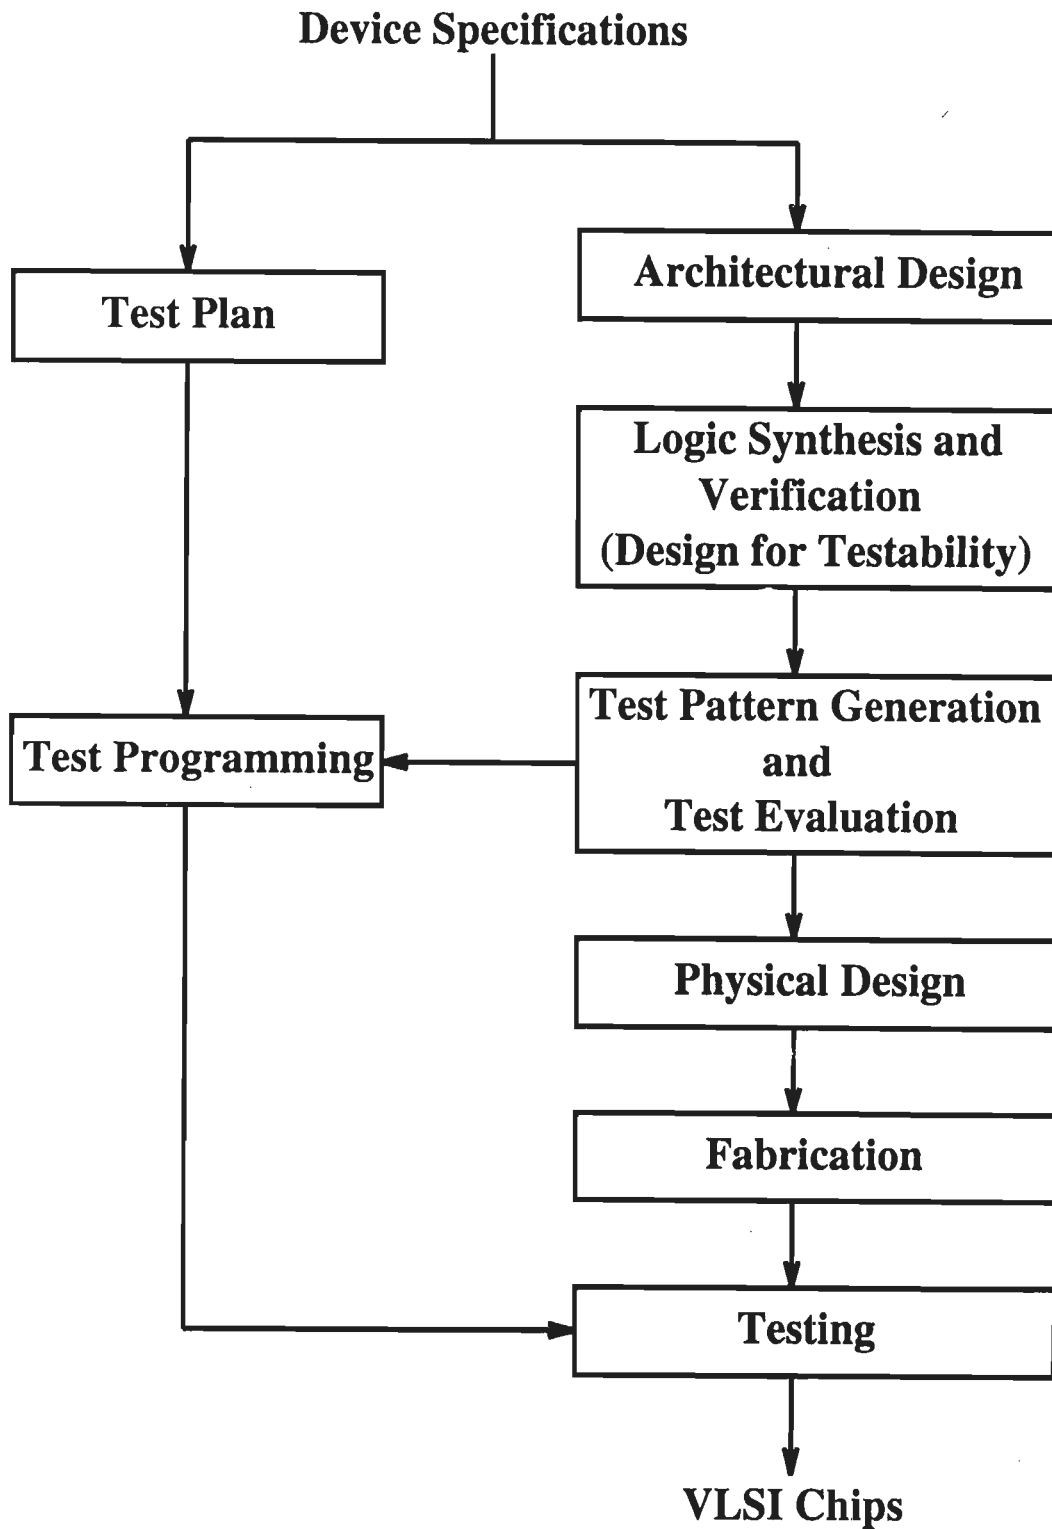 Device Specifications
Test Plan
Architectural Design
Logic Synthesis and
Verification
(Design for Testability)
Test Pattern Generation
and
Test Evaluation
Test Programming
Physical Design
Fabrication
Testing
VLSI Chips